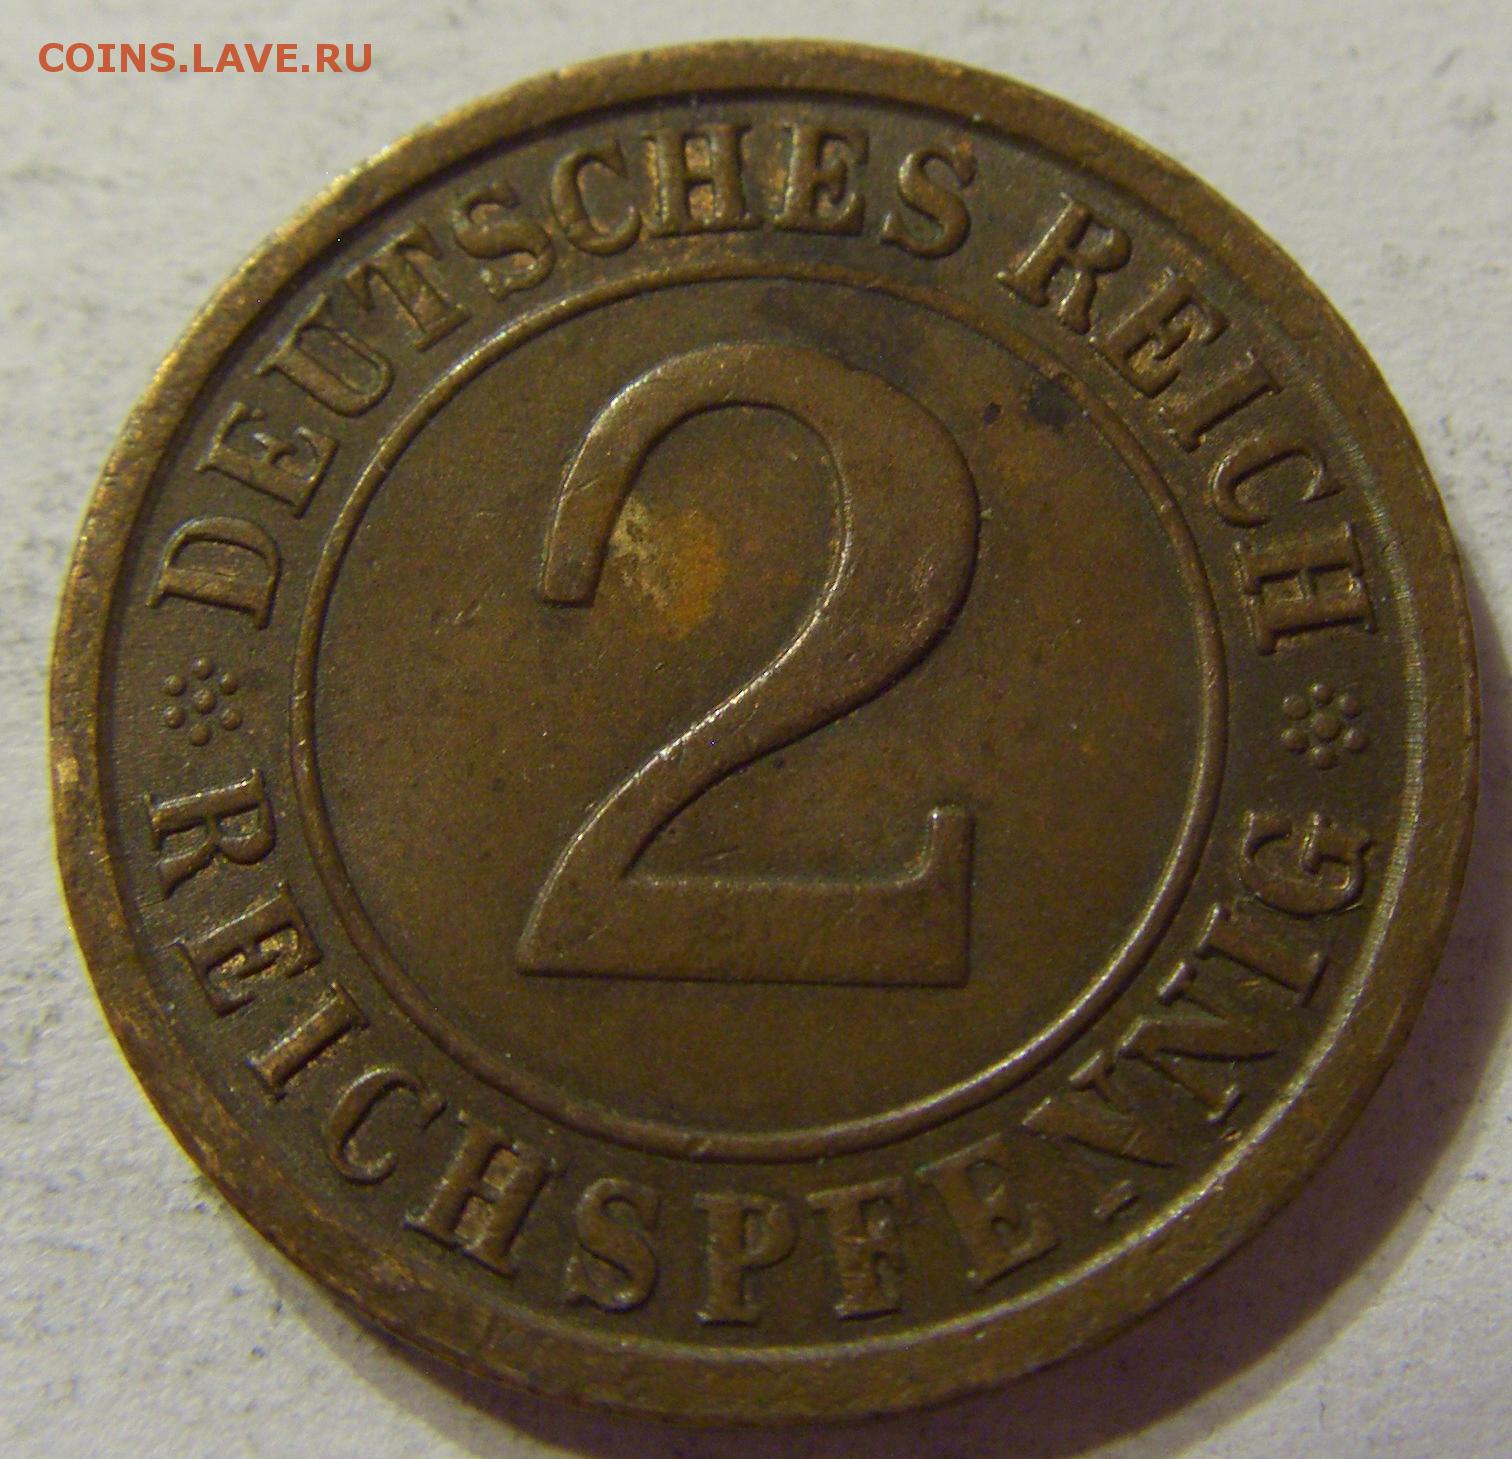 COINS.LAVE.RU
DEUTSCHES REICH
2
REICHSPFENNIG